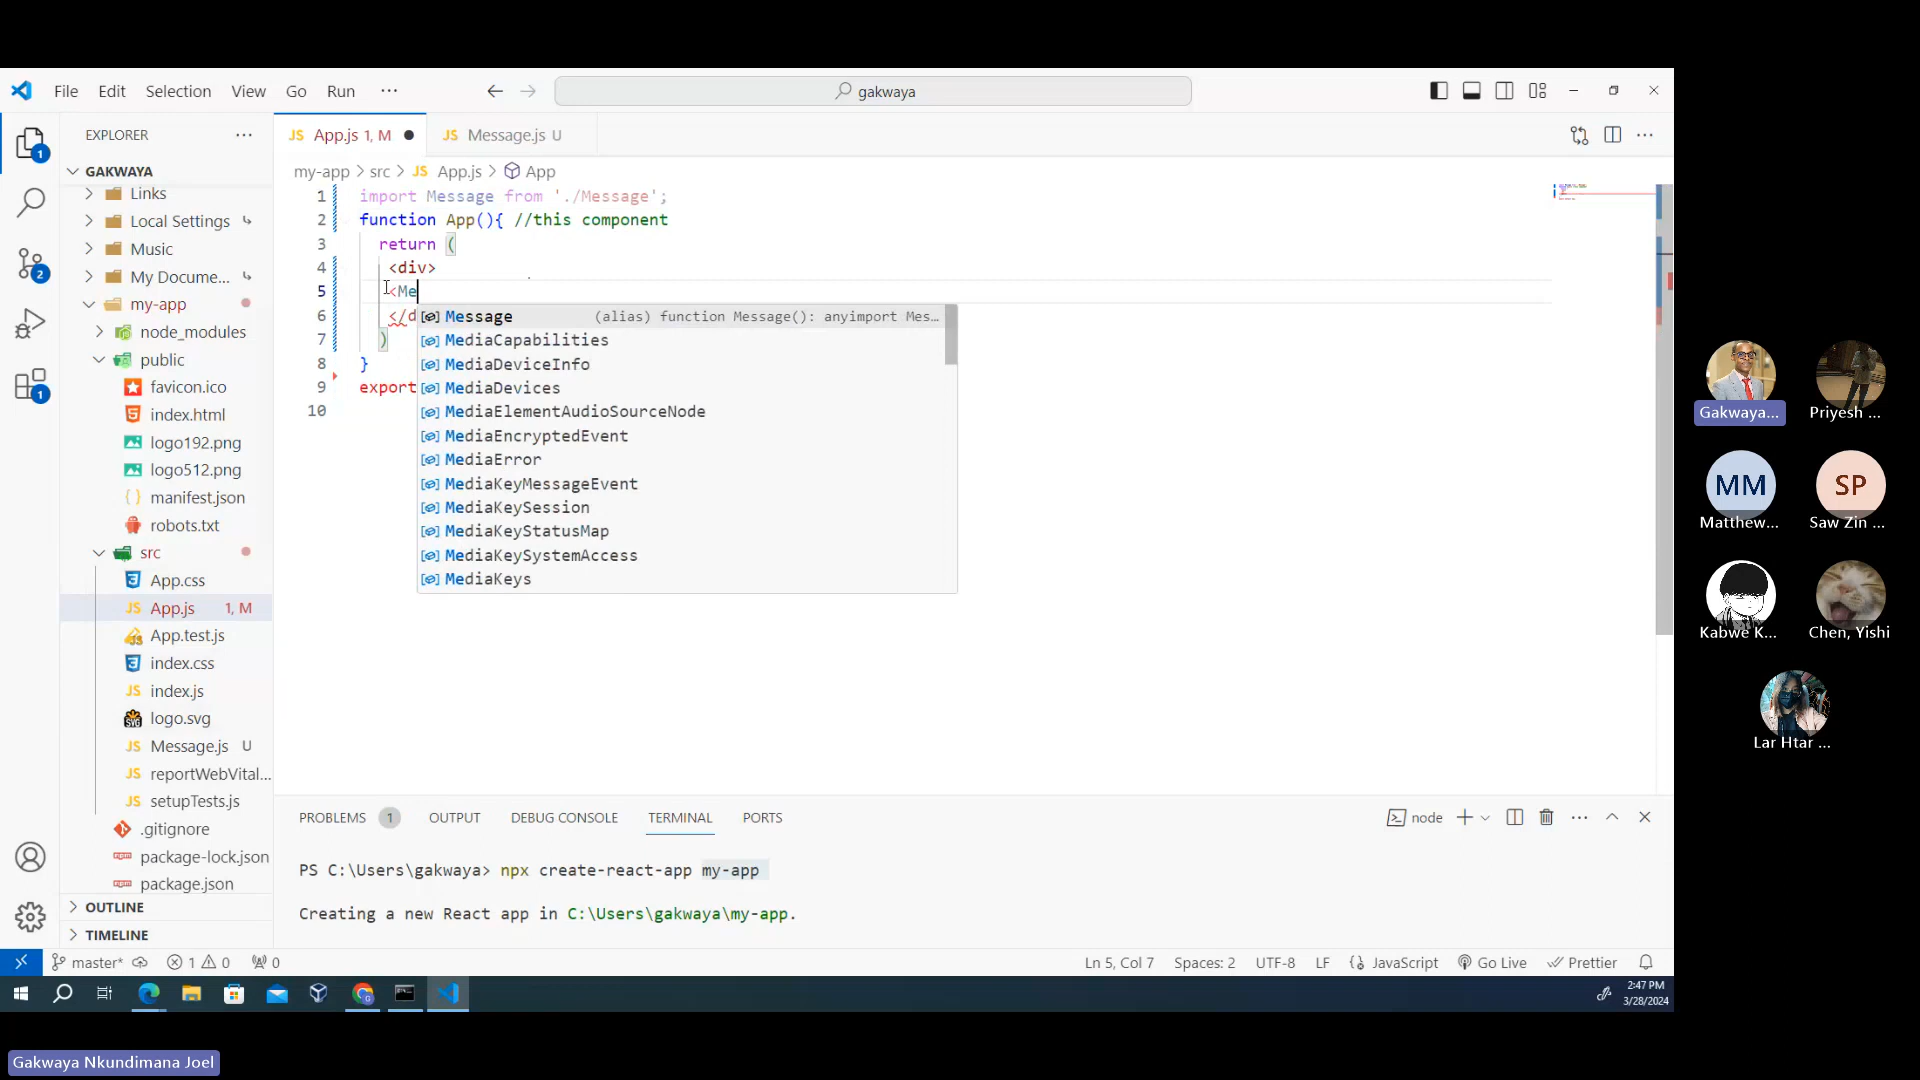 File Edit Selection View Go Run ··· gakwaya
EXPLORER ···
GAKWAYA
Links
Local Settings
Music
My Docume...
my-app
node_modules
public
favicon.ico
index.html
logo192.png
logo512.png
manifest.json
robots.txt
src
App.css
App.js 1, M
App.test.js
index.css
index.js
logo.svg
Message.js U
reportWebVital...
setupTests.js
.gitignore
package-lock.json
package.json
OUTLINE
TIMELINE
1
2
1
JS App.js 1, M ● JS Message.js U
my-app > src > JS App.js > App
1 import Message from './Message';
2 function App(){ //this component
3 return (
4 <div>
5 <Me
6 </d
7 )
8 }
9 export
10
Message (alias) function Message(): anyimport Mes...
MediaCapabilities
MediaDeviceInfo
MediaDevices
MediaElementAudioSourceNode
MediaEncryptedEvent
MediaError
MediaKeyMessageEvent
MediaKeySession
MediaKeyStatusMap
MediaKeySystemAccess
MediaKeys
PROBLEMS 1 OUTPUT DEBUG CONSOLE TERMINAL PORTS node
PS C:\Users\gakwaya> npx create-react-app my-app
Creating a new React app in C:\Users\gakwaya\my-app.
master* 1 0 0 Ln 5, Col 7 Spaces: 2 UTF-8 LF JavaScript Go Live Prettier
2:47 PM
3/28/2024
Gakwaya... Priyesh ...
MM SP
Matthew... Saw Zin ...
Kabwe K... Chen, Yishi
Lar Htar ...
Gakwaya Nkundimana Joel